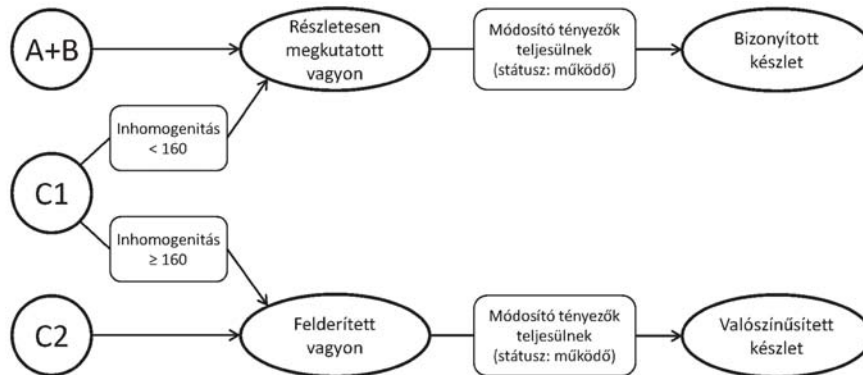 A+B
Részletesen
megkutatott
vagyon
Módosító tényezők
teljesülnek
(státusz: működő)
Bizonyított
készlet
Inhomogenitás
< 160
C1
Inhomogenitás
≥ 160
C2
Felderített
vagyon
Módosító tényezők
teljesülnek
(státusz: működő)
Valószínűsített
készlet